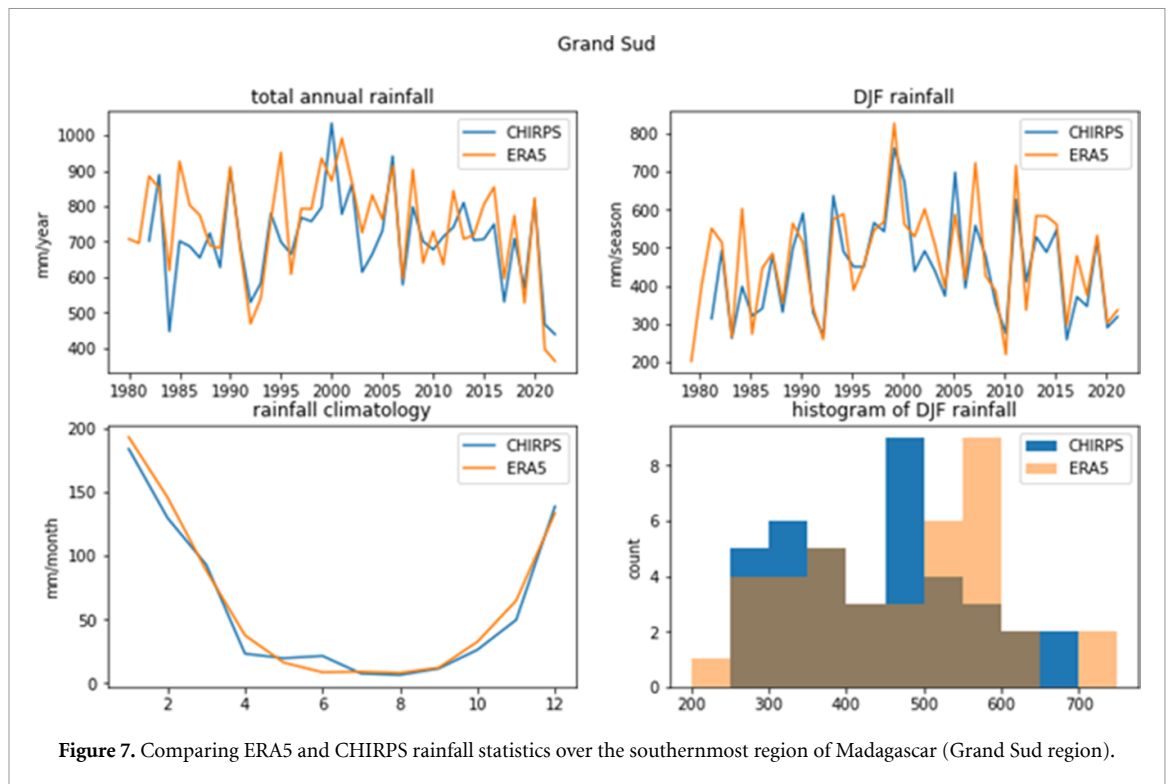 Grand Sud
total annual rainfall
mm/year
1000
900
800
700
600
500
400
CHIRPS
ERA5
1980 1985 1990 1995 2000 2005 2010 2015 2020
DJF rainfall
mm/season
800
700
600
500
400
300
200
CHIRPS
ERA5
1980 1985 1990 1995 2000 2005 2010 2015 2020
rainfall climatology
mm/month
200
150
100
50
0
CHIRPS
ERA5
2 4 6 8 10 12
histogram of DJF rainfall
count
8
6
4
2
0
CHIRPS
ERA5
200 300 400 500 600 700
Figure 7. Comparing ERA5 and CHIRPS rainfall statistics over the southernmost region of Madagascar (Grand Sud region).